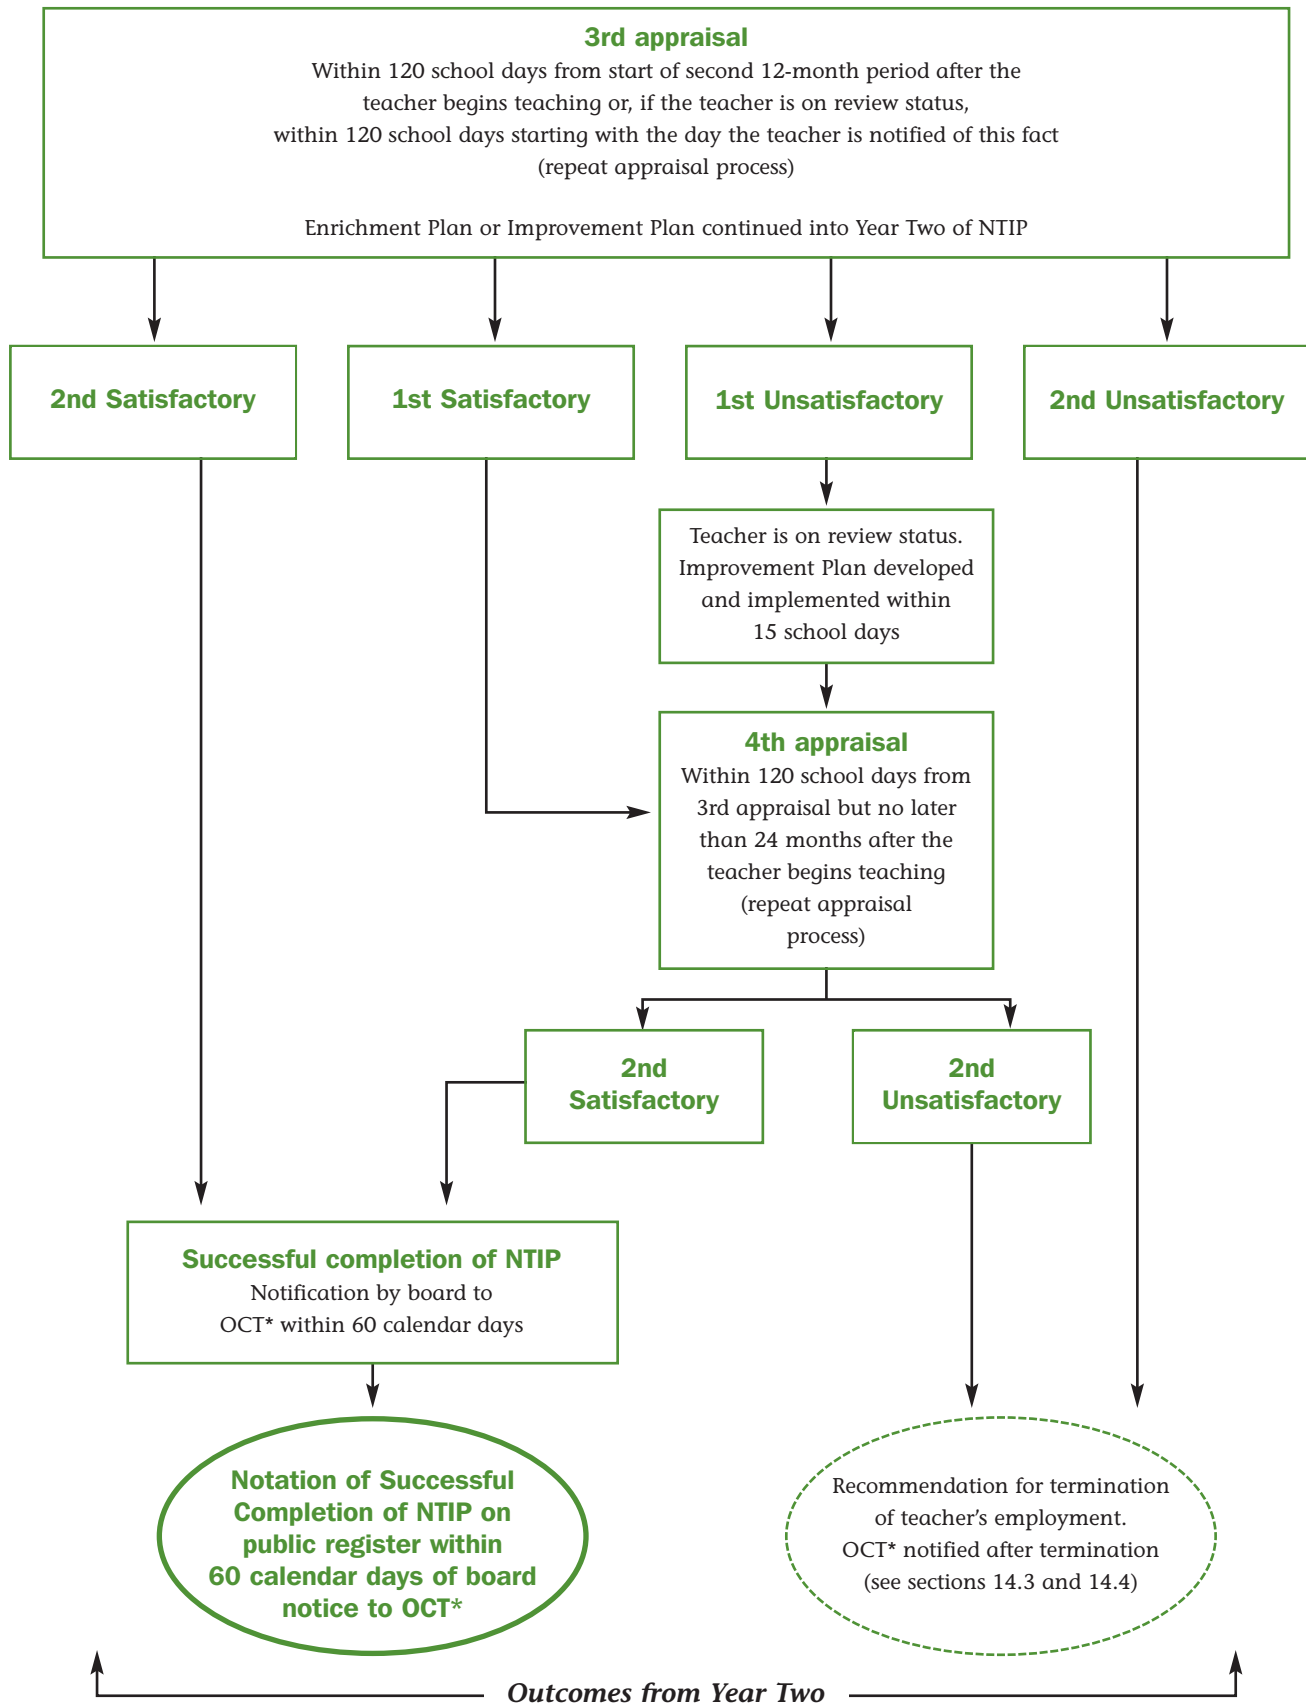 3rd appraisal
Within 120 school days from start of second 12-month period after the
teacher begins teaching or, if the teacher is on review status,
within 120 school days starting with the day the teacher is notified of this fact
(repeat appraisal process)
Enrichment Plan or Improvement Plan continued into Year Two of NTIP
2nd Satisfactory
1st Satisfactory
1st Unsatisfactory
2nd Unsatisfactory
Teacher is on review status.
Improvement Plan developed
and implemented within
15 school days
4th appraisal
Within 120 school days from
3rd appraisal but no later
than 24 months after the
teacher begins teaching
(repeat appraisal
process)
2nd
Satisfactory
2nd
Unsatisfactory
Successful completion of NTIP
Notification by board to
OCT* within 60 calendar days
Notation of Successful
Completion of NTIP on
public register within
60 calendar days of board
notice to OCT*
Recommendation for termination
of teacher’s employment.
OCT* notified after termination
(see sections 14.3 and 14.4)
Outcomes from Year Two